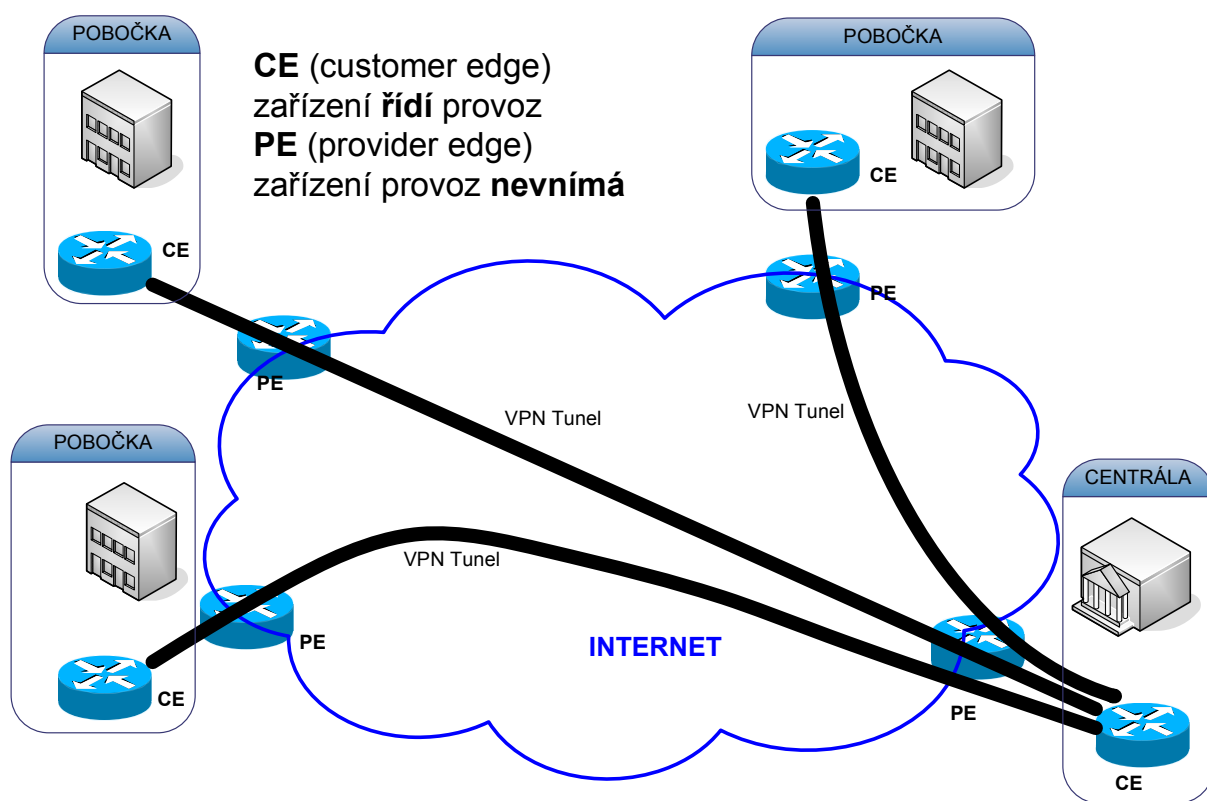 POBOČKA
POBOČKA
CE (customer edge)
zařízení řídí provoz
PE (provider edge)
zařízení provoz nevnímá
CE
CE
PE
PE
VPN Tunel
VPN Tunel
POBOČKA
CENTRÁLA
VPN Tunel
PE
INTERNET
CE
PE
CE